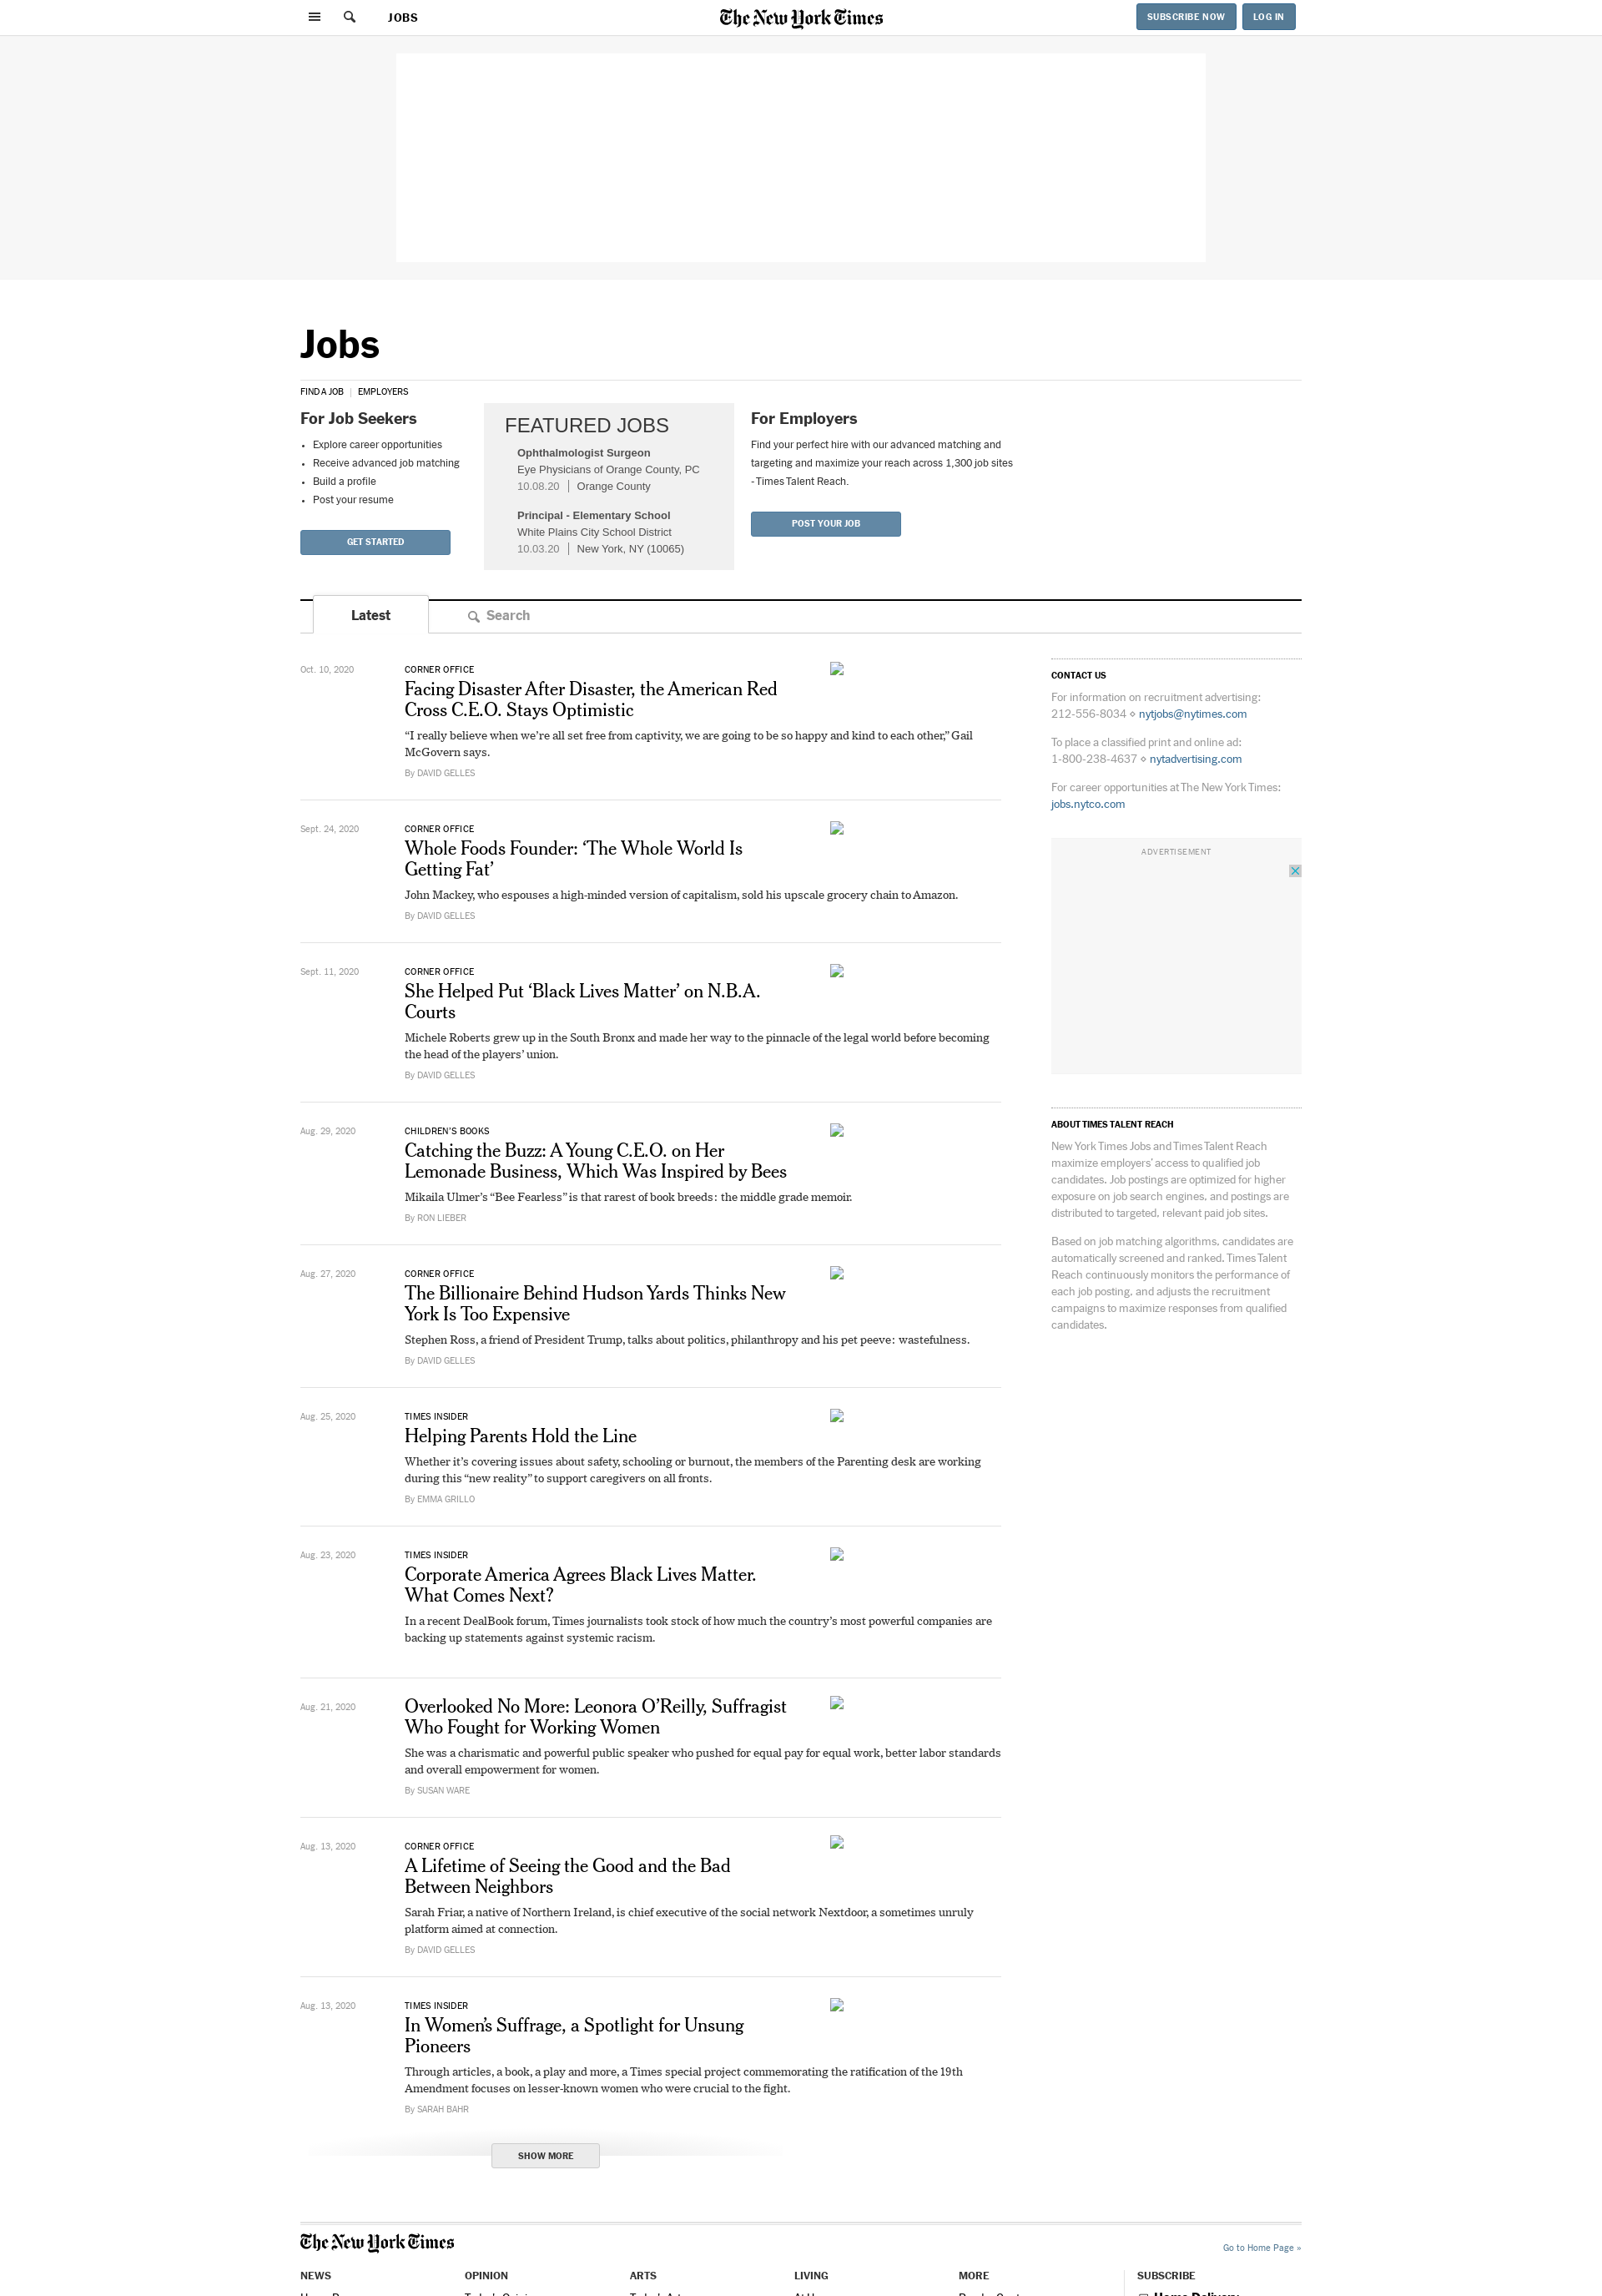 JOBS
The New York Times
SUBSCRIBE NOW
LOG IN
Jobs
FIND A JOB | EMPLOYERS
For Job Seekers
• Explore career opportunities
• Receive advanced job matching
• Build a profile
• Post your resume
GET STARTED
FEATURED JOBS
Ophthalmologist Surgeon
Eye Physicians of Orange County, PC
10.08.20 | Orange County
Principal - Elementary School
White Plains City School District
10.03.20 | New York, NY (10065)
For Employers
Find your perfect hire with our advanced matching and
targeting and maximize your reach across 1,300 job sites
- Times Talent Reach.
POST YOUR JOB
Latest
Search
Oct. 10, 2020
CORNER OFFICE
Facing Disaster After Disaster, the American Red
Cross C.E.O. Stays Optimistic
“I really believe when we’re all set free from captivity, we are going to be so happy and kind to each other,” Gail
McGovern says.
By DAVID GELLES
Sept. 24, 2020
CORNER OFFICE
Whole Foods Founder: ‘The Whole World Is
Getting Fat’
John Mackey, who espouses a high-minded version of capitalism, sold his upscale grocery chain to Amazon.
By DAVID GELLES
Sept. 11, 2020
CORNER OFFICE
She Helped Put ‘Black Lives Matter’ on N.B.A.
Courts
Michele Roberts grew up in the South Bronx and made her way to the pinnacle of the legal world before becoming
the head of the players’ union.
By DAVID GELLES
Aug. 29, 2020
CHILDREN’S BOOKS
Catching the Buzz: A Young C.E.O. on Her
Lemonade Business, Which Was Inspired by Bees
Mikaila Ulmer’s “Bee Fearless” is that rarest of book breeds: the middle grade memoir.
By RON LIEBER
Aug. 27, 2020
CORNER OFFICE
The Billionaire Behind Hudson Yards Thinks New
York Is Too Expensive
Stephen Ross, a friend of President Trump, talks about politics, philanthropy and his pet peeve: wastefulness.
By DAVID GELLES
Aug. 25, 2020
TIMES INSIDER
Helping Parents Hold the Line
Whether it’s covering issues about safety, schooling or burnout, the members of the Parenting desk are working
during this “new reality” to support caregivers on all fronts.
By EMMA GRILLO
Aug. 23, 2020
TIMES INSIDER
Corporate America Agrees Black Lives Matter.
What Comes Next?
In a recent DealBook forum, Times journalists took stock of how much the country’s most powerful companies are
backing up statements against systemic racism.
Aug. 21, 2020
Overlooked No More: Leonora O’Reilly, Suffragist
Who Fought for Working Women
She was a charismatic and powerful public speaker who pushed for equal pay for equal work, better labor standards
and overall empowerment for women.
By SUSAN WARE
Aug. 13, 2020
CORNER OFFICE
A Lifetime of Seeing the Good and the Bad
Between Neighbors
Sarah Friar, a native of Northern Ireland, is chief executive of the social network Nextdoor, a sometimes unruly
platform aimed at connection.
By DAVID GELLES
Aug. 13, 2020
TIMES INSIDER
In Women’s Suffrage, a Spotlight for Unsung
Pioneers
Through articles, a book, a play and more, a Times special project commemorating the ratification of the 19th
Amendment focuses on lesser-known women who were crucial to the fight.
By SARAH BAHR
SHOW MORE
CONTACT US
For information on recruitment advertising:
212-556-8034 ⋄ nytjobs@nytimes.com
To place a classified print and online ad:
1-800-238-4637 ⋄ nytadvertising.com
For career opportunities at The New York Times:
jobs.nytco.com
ADVERTISEMENT
ABOUT TIMES TALENT REACH
New York Times Jobs and Times Talent Reach
maximize employers’ access to qualified job
candidates. Job postings are optimized for higher
exposure on job search engines, and postings are
distributed to targeted, relevant paid job sites.
Based on job matching algorithms, candidates are
automatically screened and ranked. Times Talent
Reach continuously monitors the performance of
each job posting, and adjusts the recruitment
campaigns to maximize responses from qualified
candidates.
The New York Times
Go to Home Page »
NEWS
OPINION
ARTS
LIVING
MORE
SUBSCRIBE